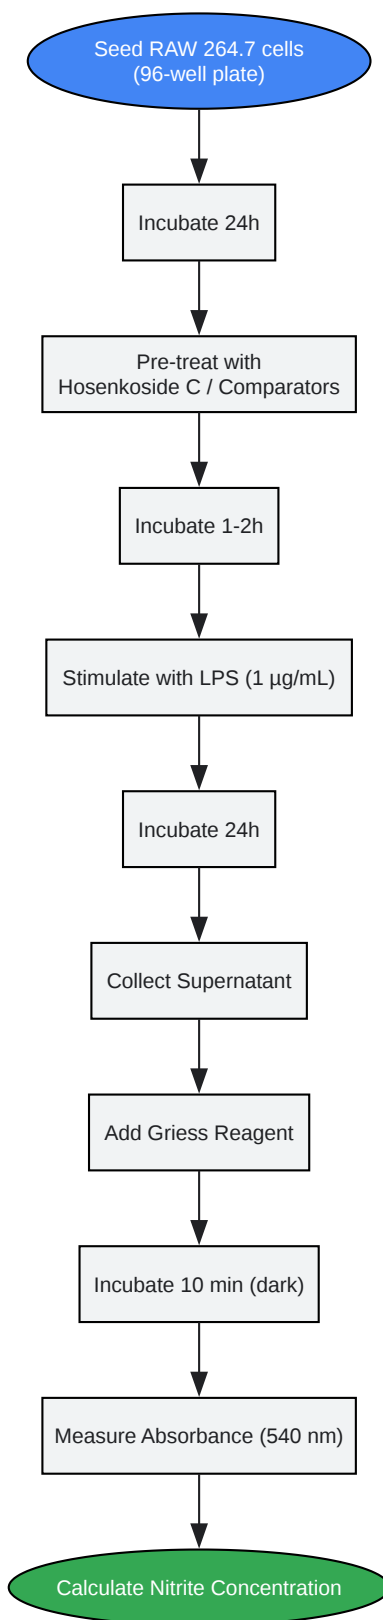 Seed RAW 264.7 cells
(96-well plate)
Incubate 24h
Pre-treat with
Hosenkoside C / Comparators
Incubate 1-2h
Stimulate with LPS (1 µg/mL)
Incubate 24h
Collect Supernatant
Add Griess Reagent
Incubate 10 min (dark)
Measure Absorbance (540 nm)
Calculate Nitrite Concentration